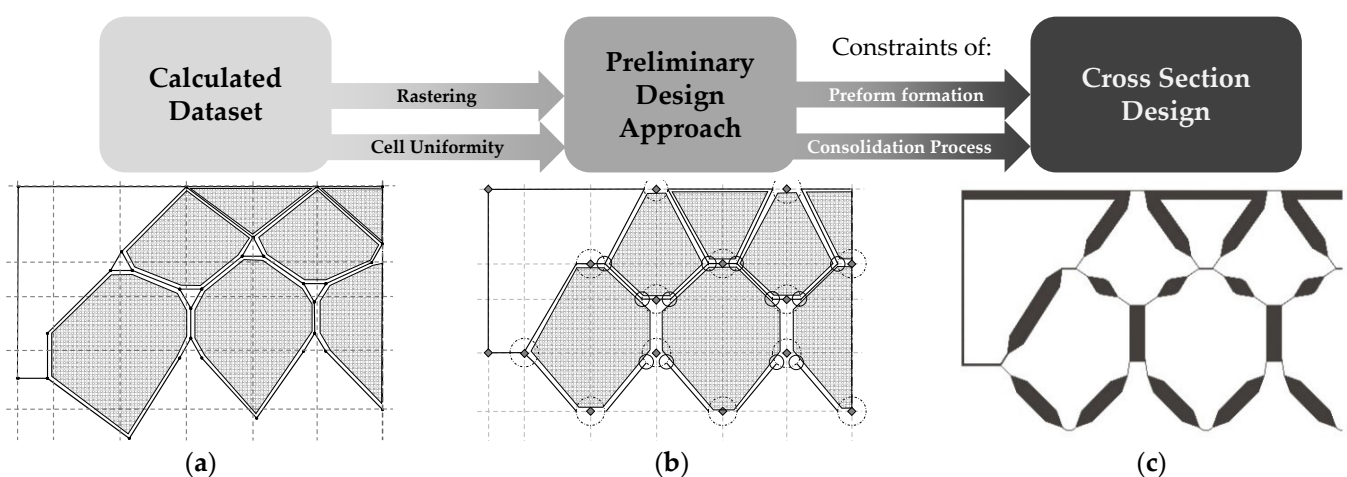 Calculated
Dataset
Rastering
Cell Uniformity
Preliminary
Design
Approach
Constraints of:
Preform formation
Consolidation Process
Cross Section
Design
(a)
(b)
(c)